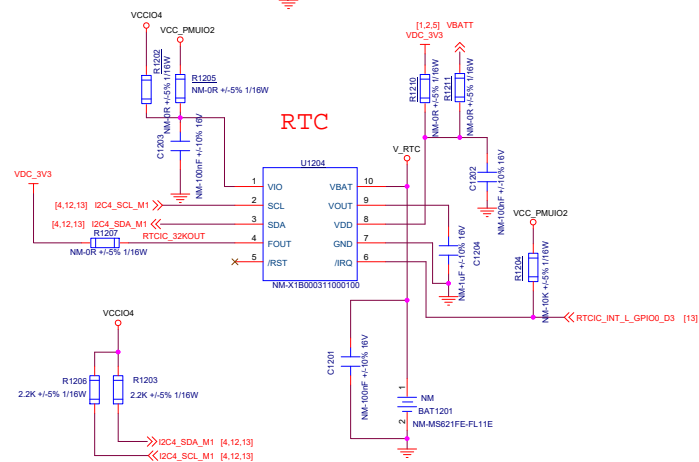 VCCIO4
VCC_PMUIO2
R1202
NM-0R +/-5% 1/16W
R1205
NM-0R +/-5% 1/16W
C1203
NM-100nF +/-10% 16V
RTC
[1,2,5] VBATT
VDC_3V3
R1210
NM-0R +/-5% 1/16W
R1211
NM-0R +/-5% 1/16W
V_RTC
C1202
NM-100nF +/-10% 16V
U1204
1 VIO VBAT 10
2 SCL VOUT 9
3 SDA VDD 8
4 FOUT GND 7
5 /RST /IRQ 6
NM-X1B000311000100
VDC_3V3
[4,12,13] I2C4_SCL_M1
[4,12,13] I2C4_SDA_M1
R1207
RTCIC_32KOUT
NM-0R +/-5% 1/16W
C1204
NM-1uF +/-10% 16V
VCC_PMUIO2
R1204
NM-10K +/-5% 1/16W
RTCIC_INT_L_GPIO0_D3 [13]
VCCIO4
R1206
2.2K +/-5% 1/16W
R1203
2.2K +/-5% 1/16W
I2C4_SDA_M1 [4,12,13]
I2C4_SCL_M1 [4,12,13]
C1201
NM-100nF +/-10% 16V
1
NM
BAT1201
2
NM-MS621FE-FL11E